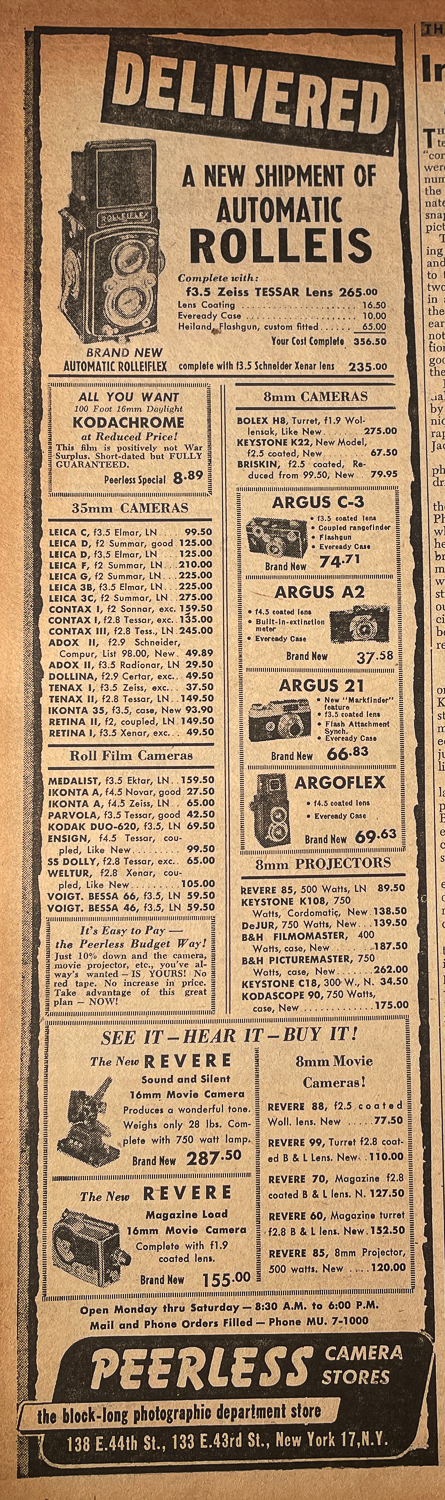 DELIVERED
A NEW SHIPMENT OF
AUTOMATIC
ROLLEIS
ROLLEIFLEX
Complete with:
f3.5 Zeiss TESSAR Lens 265.00
Lens Coating 16.50
Eveready Case 10.00
Heiland Flashgun, custom fitted 65.00
Your Cost Complete 356.50
BRAND NEW
AUTOMATIC ROLLEIFLEX complete with f3.5 Schneider Xenar lens 235.00
ALL YOU WANT
100 Foot 16mm Daylight
KODACHROME
at Reduced Price!
This film is positively not War
Surplus. Short-dated but FULLY
GUARANTEED.
Peerless Special 8.89
35mm CAMERAS
LEICA C, f3.5 Elmar, LN 99.50
LEICA D, f2 Summar, good 125.00
LEICA D, f3.5 Elmar, LN 125.00
LEICA F, f2 Summar, LN 210.00
LEICA G, f2 Summar, LN 225.00
LEICA 3B, f3.5 Elmar, LN 225.00
LEICA 3C, f2 Summar, LN 275.00
CONTAX I, f2 Sonnar, exc. 159.50
CONTAX I, f2.8 Tessar, exc. 135.00
CONTAX III, f2.8 Tess., LN 245.00
ADOX II, f2.9 Schneider,
Compur, List 98.00, New 49.89
ADOX II, f3.5 Radionar, LN 29.50
DOLLINA, f2.9 Certar, exc. 49.50
TENAX I, f3.5 Zeiss, exc. 37.50
TENAX II, f2.8 Tessar, LN 149.50
IKONTA 35, f3.5, case, New 93.90
RETINA II, f2, coupled, LN 149.50
RETINA I, f3.5 Xenar, exc. 49.50
Roll Film Cameras
MEDALIST, f3.5 Ektar, LN 159.50
IKONTA A, f4.5 Novar, good 27.50
IKONTA A, f4.5 Zeiss, LN 65.00
PARVOLA, f3.5 Tessar, good 42.50
KODAK DUO-620, f3.5, LN 69.50
ENSIGN, f4.5 Tessar, cou-
pled, Like New 99.50
SS DOLLY, f2.8 Tessar, exc. 65.00
WELTUR, f2.8 Xenar, cou-
pled, Like New 105.00
VOIGT. BESSA 66, f3.5, LN 59.50
VOIGT. BESSA 46, f3.5, LN 59.50
It's Easy to Pay —
the Peerless Budget Way!
Just 10% down and the camera,
movie projector, etc., you've al-
way's wanted — IS YOURS! No
red tape. No increase in price.
Take advantage of this great
plan — NOW!
8mm CAMERAS
BOLEX H8, Turret, f1.9 Wol-
lensak, Like New 275.00
KEYSTONE K22, New Model,
f2.5 coated, New 67.50
BRISKIN, f2.5 coated, Re-
duced from 99.50, New 79.95
ARGUS C-3
• f3.5 coated lens
• Coupled rangefinder
• Flashgun
• Eveready Case
Brand New 74.71
ARGUS A2
• f4.5 coated lens
• Built-in-extinction
meter
• Eveready Case
Brand New 37.58
ARGUS 21
• New "Markfinder"
feature
• f3.5 coated lens
• Flash Attachment
Synch.
• Eveready Case
Brand New 66.83
ARGOFLEX
• f4.5 coated lens
• Eveready Case
Brand New 69.63
8mm PROJECTORS
REVERE 85, 500 Watts, LN 89.50
KEYSTONE K108, 750
Watts, Cordomatic, New 138.50
DeJUR, 750 Watts, New 139.50
B&H FILMOMASTER, 400
Watts, case, New 187.50
B&H PICTUREMASTER, 750
Watts, case, New 262.00
KEYSTONE C18, 300 W., N. 34.50
KODASCOPE 90, 750 Watts,
case, New 175.00
SEE IT — HEAR IT — BUY IT!
The New REVERE
Sound and Silent
16mm Movie Camera
Produces a wonderful tone.
Weighs only 28 lbs. Com-
plete with 750 watt lamp.
Brand New 287.50
The New REVERE
Magazine Load
16mm Movie Camera
Complete with f1.9
coated lens.
Brand New 155.00
8mm Movie
Cameras!
REVERE 88, f2.5 coated
Woll. lens, New 77.50
REVERE 99, Turret f2.8 coat-
ed B & L Lens. New 110.00
REVERE 70, Magazine f2.8
coated B & L lens. N. 127.50
REVERE 60, Magazine turret
f2.8 B & L lens. New 152.50
REVERE 85, 8mm Projector,
500 watts. New 120.00
Open Monday thru Saturday — 8:30 A.M. to 6:00 P.M.
Mail and Phone Orders Filled — Phone MU. 7-1000
PEERLESS CAMERA
STORES
the block-long photographic department store
138 E.44th St., 133 E.43rd St., New York 17,N.Y.